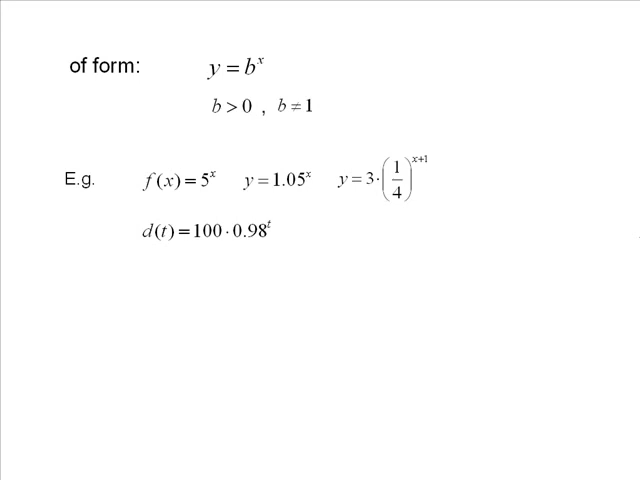 of form: y = b^x
b > 0 , b ≠ 1
E.g. f(x) = 5^x y = 1.05^x y = 3·(1/4)^(x+1)
d(t) = 100 · 0.98^t